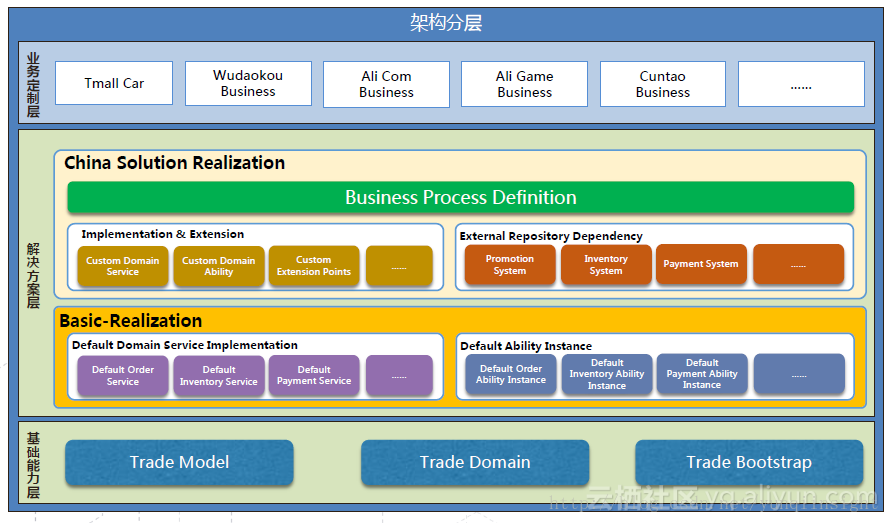 架构分层
业务定制层
Tmall Car
Wudaokou
Business
Ali Com
Business
Ali Game
Business
Cuntao
Business
......
解决方案层
China Solution Realization
Business Process Definition
Implementation & Extension
Custom Domain
Service
Custom Domain
Ability
Custom
Extension Points
......
External Repository Dependency
Promotion
System
Inventory
System
Payment System
......
Basic-Realization
Default Domain Service Implementation
Default Order
Service
Default
Inventory Service
Default
Payment Service
......
Default Ability Instance
Default Order
Ability Instance
Default
Inventory Ability
Instance
Default
Payment Ability
Instance
......
基础能力层
Trade Model
Trade Domain
Trade Bootstrap
云栖社区 yq.aliyun.com